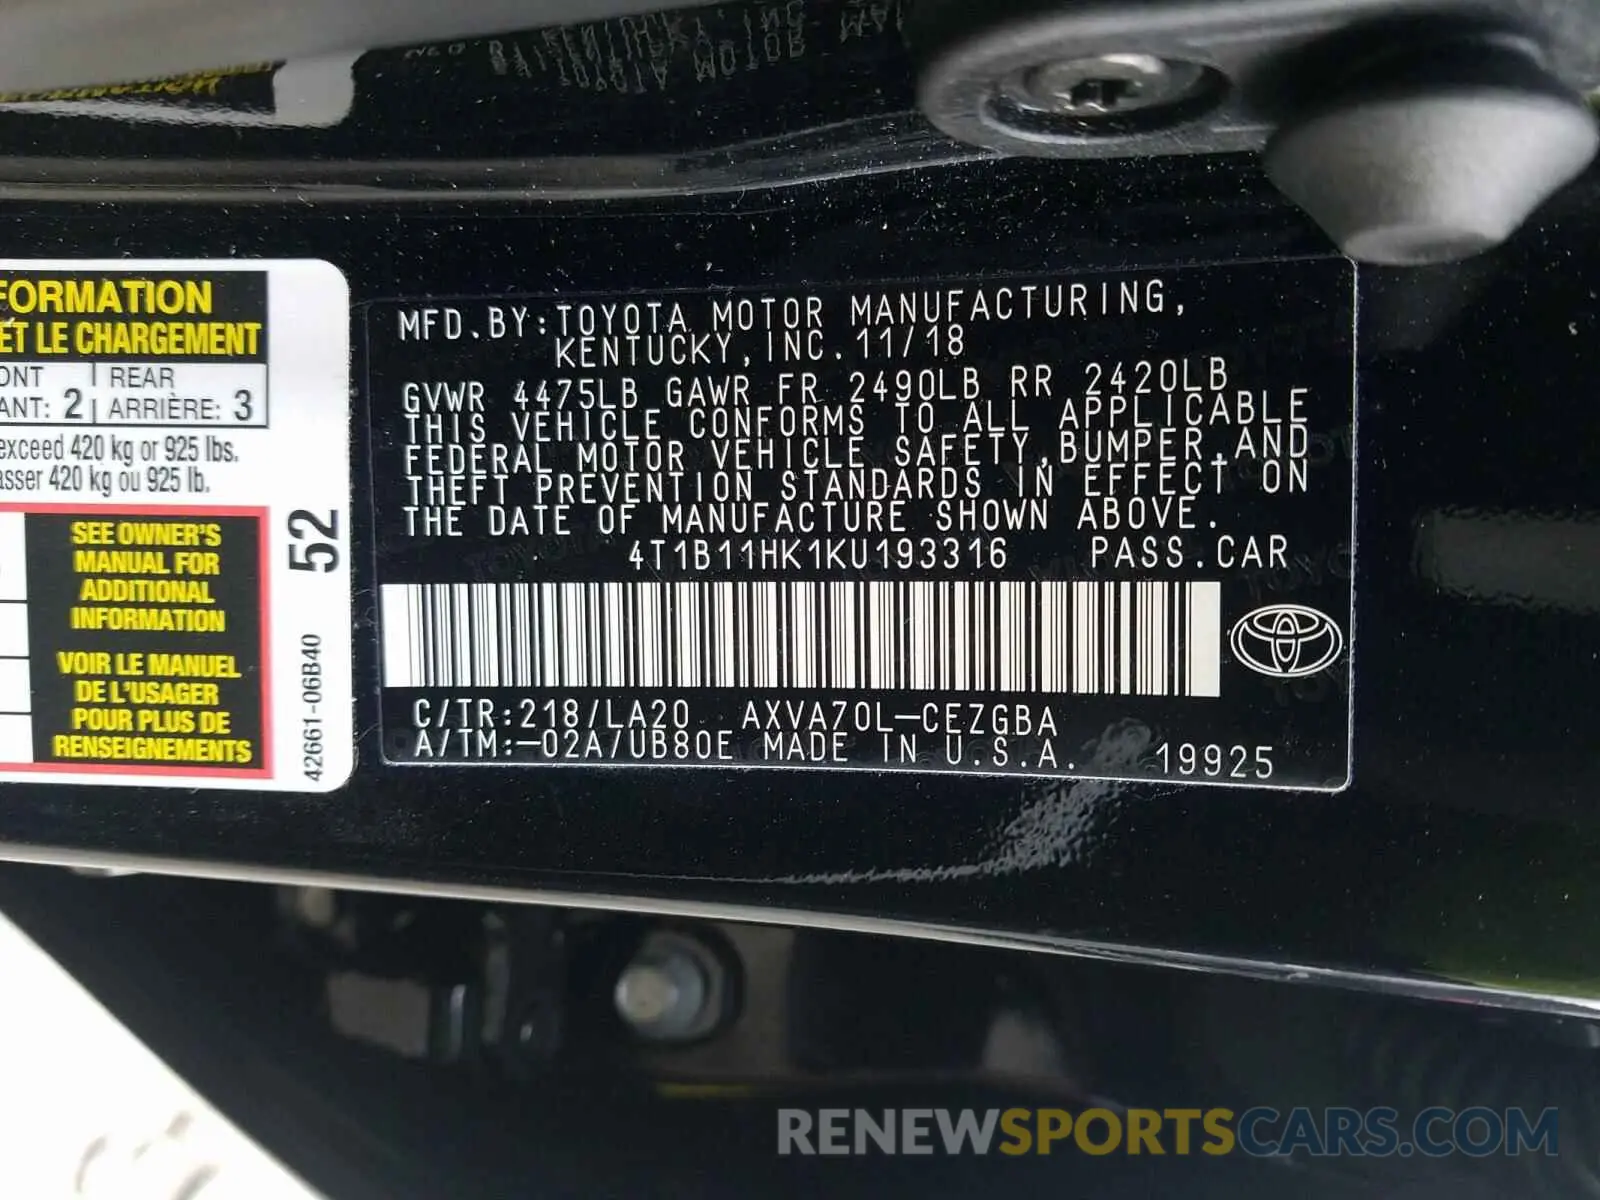 FORMATION
ET LE CHARGEMENT
ONT | REAR
ANT: 2 | ARRIÈRE: 3
exceed 420 kg or 925 lbs.
asser 420 kg ou 925 lb.
SEE OWNER'S
MANUAL FOR
ADDITIONAL
INFORMATION
VOIR LE MANUEL
DE L'USAGER
POUR PLUS DE
RENSEIGNEMENTS
52
42661-06B40
MFD.BY:TOYOTA MOTOR MANUFACTURING,
KENTUCKY,INC.11/18
GVWR 4475LB GAWR FR 2490LB RR 2420LB
THIS VEHICLE CONFORMS TO ALL APPLICABLE
FEDERAL MOTOR VEHICLE SAFETY,BUMPER,AND
THEFT PREVENTION STANDARDS IN EFFECT ON
THE DATE OF MANUFACTURE SHOWN ABOVE.
4T1B11HK1KU193316 PASS.CAR
C/TR:218/LA20 AXVA70L-CEZGBA
A/TM:-02A/UB80E MADE IN U.S.A. 19925
RENEWSPORTSCARS.COM